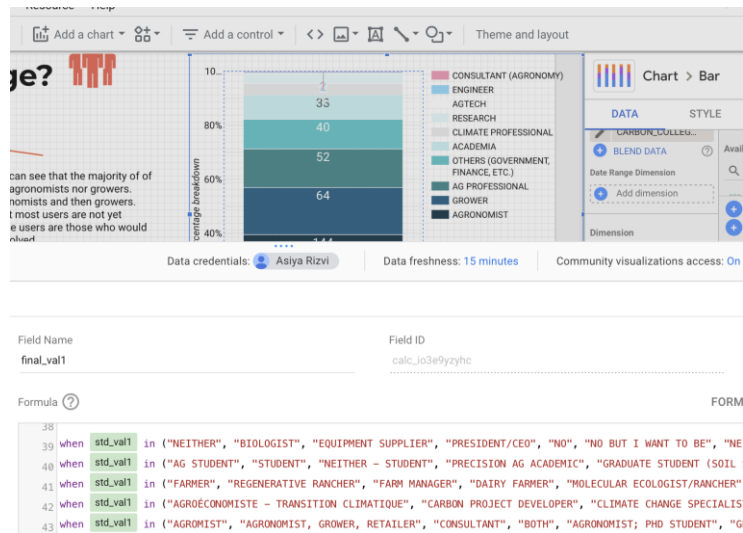 Resource Help
Add a chart
Add a control
Theme and layout
ge?
can see that the majority of of
agronomists nor growers.
nomists and then growers.
t most users are not yet
e users are those who would
olved
centage breakdown
10...
80%
60%
40%
33
40
52
64
144
CONSULTANT (AGRONOMY)
ENGINEER
AGTECH
RESEARCH
CLIMATE PROFESSIONAL
ACADEMIA
OTHERS (GOVERNMENT,
FINANCE, ETC.)
AG PROFESSIONAL
GROWER
AGRONOMIST
Chart > Bar
DATA STYLE
CARBON_COLLEG...
BLEND DATA
Avai
Date Range Dimension
Add dimension
Dimension
Data credentials: Asiya Rizvi Data freshness: 15 minutes Community visualizations access: On
Field Name Field ID
final_val1 calc_io3e9yzyhc
Formula FORM
38
39 when std_val1 in ("NEITHER", "BIOLOGIST", "EQUIPMENT SUPPLIER", "PRESIDENT/CEO", "NO", "NO BUT I WANT TO BE", "NE
40 when std_val1 in ("AG STUDENT", "STUDENT", "NEITHER – STUDENT", "PRECISION AG ACADEMIC", "GRADUATE STUDENT (SOIL
41 when std_val1 in ("FARMER", "REGENERATIVE RANCHER", "FARM MANAGER", "DAIRY FARMER", "MOLECULAR ECOLOGIST/RANCHER"
42 when std_val1 in ("AGROÉCONOMISTE – TRANSITION CLIMATIQUE", "CARBON PROJECT DEVELOPER", "CLIMATE CHANGE SPECIALIS
43 when std_val1 in ("AGROMIST", "AGRONOMIST, GROWER, RETAILER", "CONSULTANT", "BOTH", "AGRONOMIST; PHD STUDENT", "G